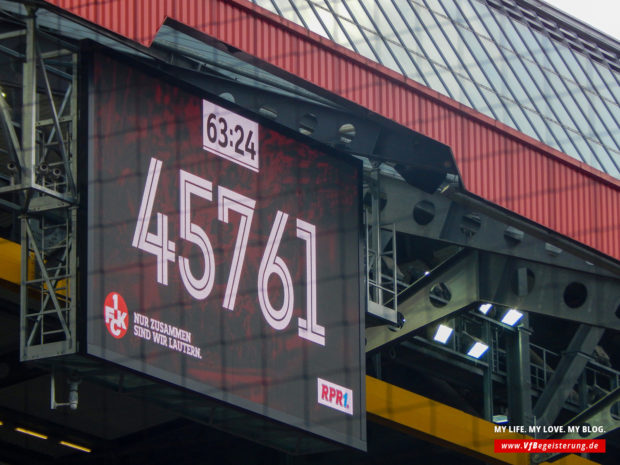 63:24
45761
1.
FCK
NUR ZUSAMMEN
SIND WIR LAUTERN.
RPR1.
MY LIFE. MY LOVE. MY BLOG.
www.VfBegeisterung.de